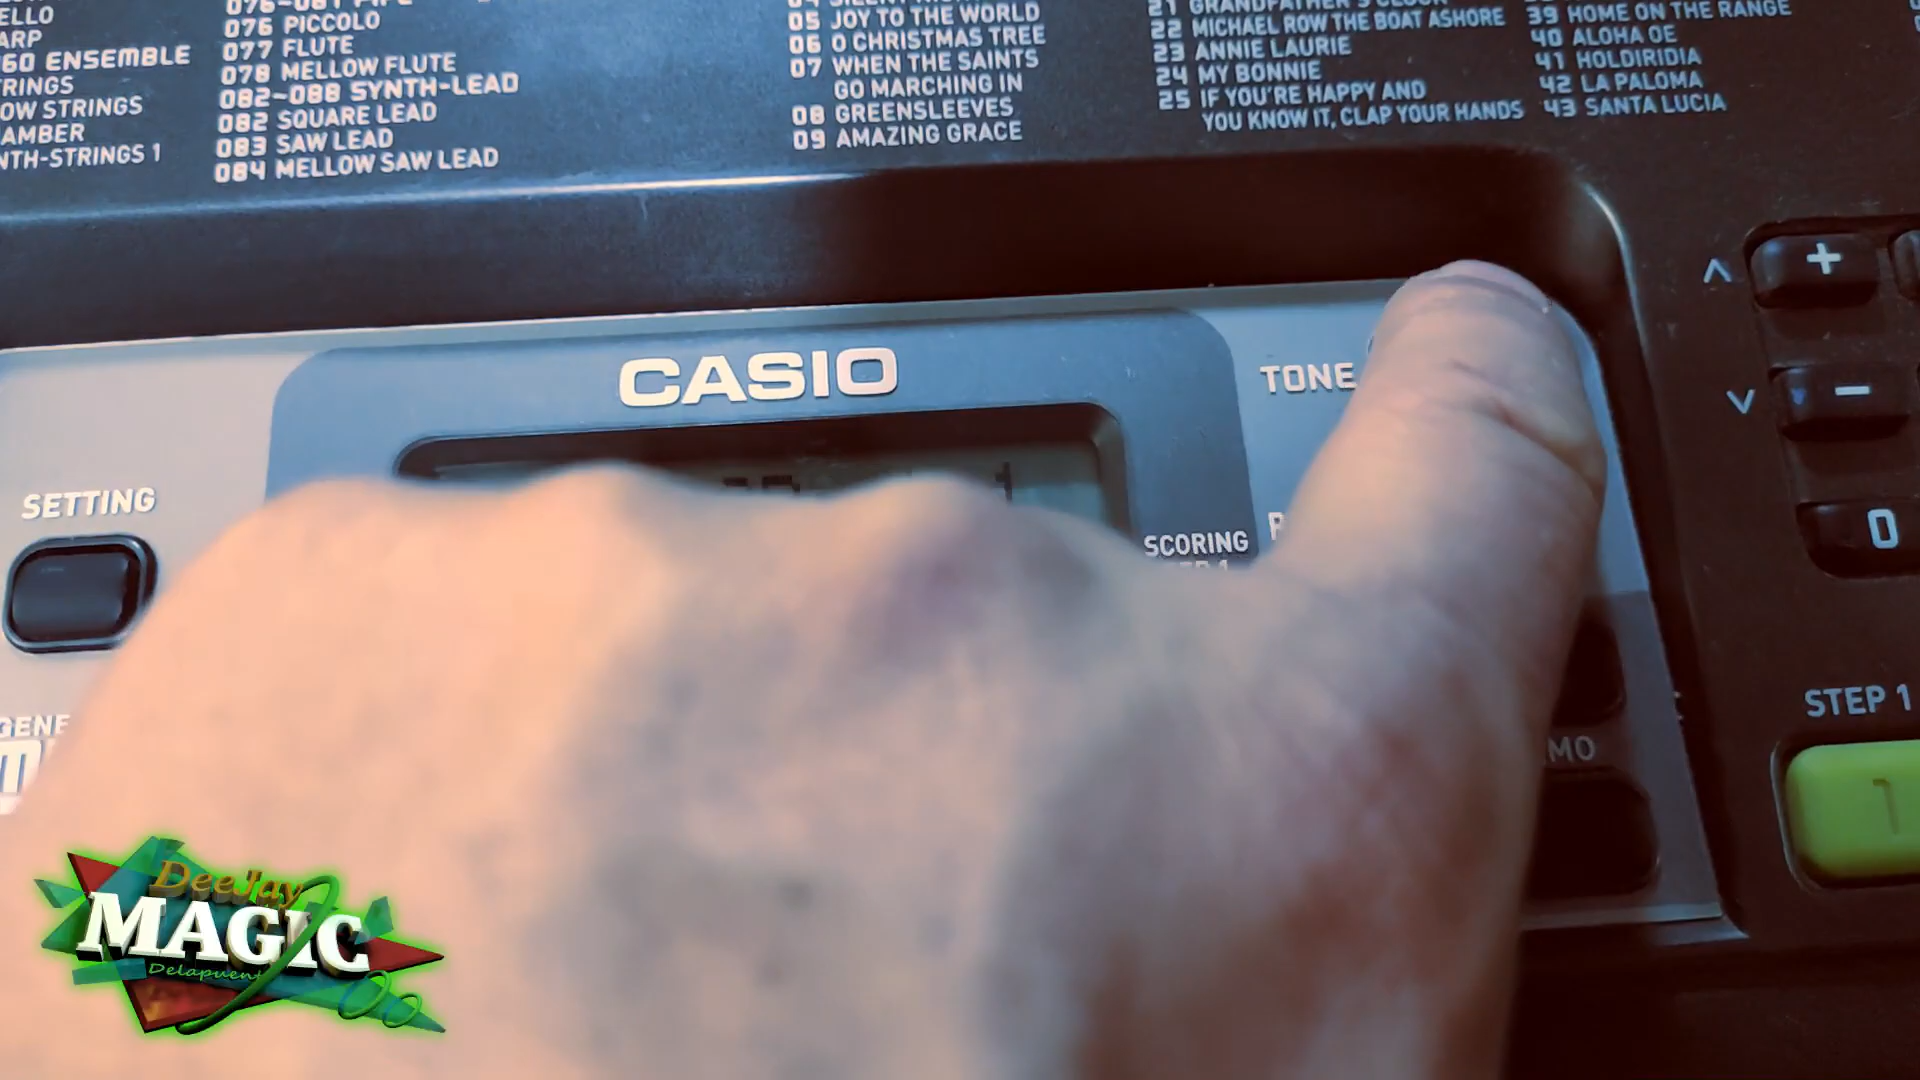 076 PICCOLO
077 FLUTE
078 MELLOW FLUTE
082~088 SYNTH-LEAD
082 SQUARE LEAD
083 SAW LEAD
084 MELLOW SAW LEAD
60 ENSEMBLE
OW STRINGS
NTH-STRINGS 1
05 JOY TO THE WORLD
06 O CHRISTMAS TREE
07 WHEN THE SAINTS
GO MARCHING IN
08 GREENSLEEVES
09 AMAZING GRACE
22 MICHAEL ROW THE BOAT ASHORE
23 ANNIE LAURIE
24 MY BONNIE
25 IF YOU'RE HAPPY AND
YOU KNOW IT, CLAP YOUR HANDS
39 HOME ON THE RANGE
40 ALOHA OE
41 HOLDIRIDIA
42 LA PALOMA
43 SANTA LUCIA
CASIO
TONE
SETTING
SCORING
+
-
0
STEP 1
1
DeeJay
MAGIC